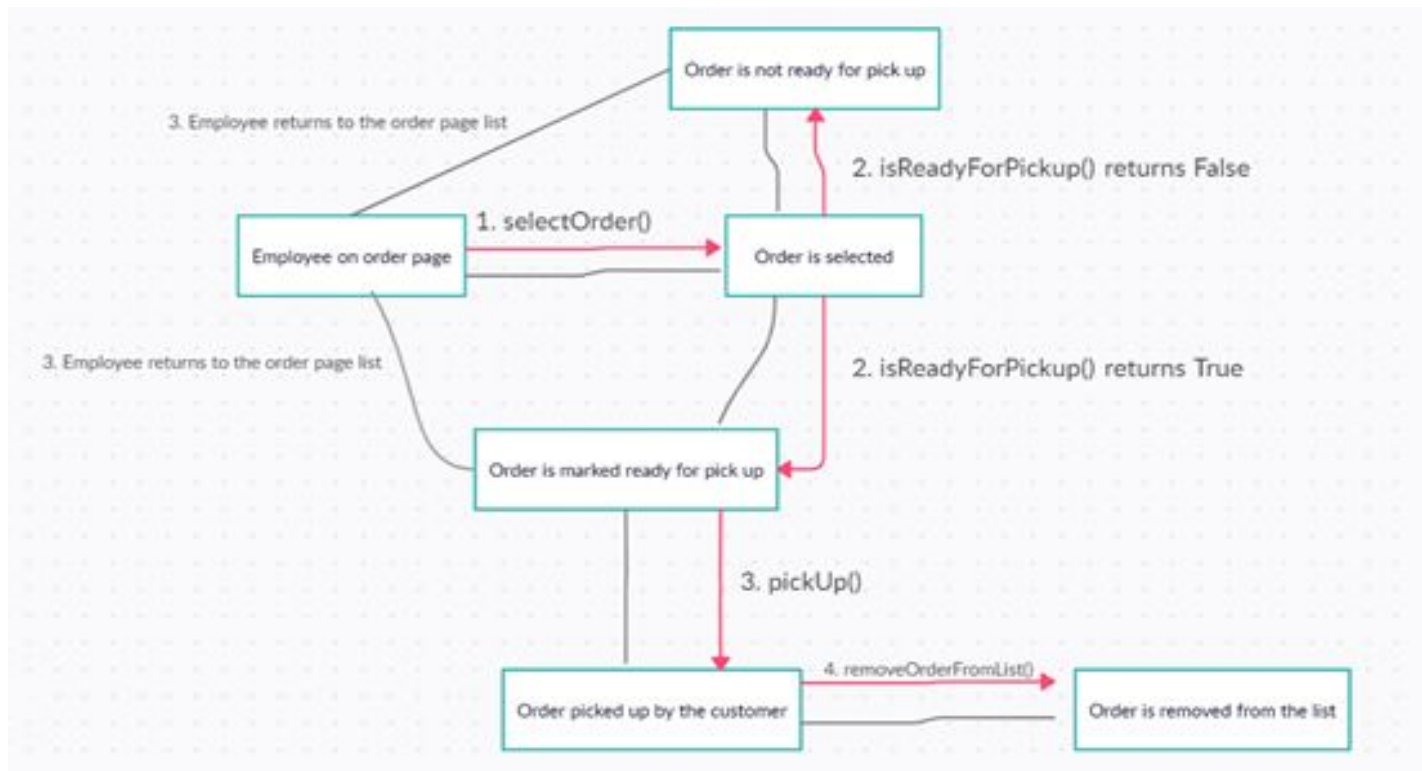 Order is not ready for pick up
3. Employee returns to the order page list
2. isReadyForPickup() returns False
1. selectOrder()
Employee on order page
Order is selected
3. Employee returns to the order page list
2. isReadyForPickup() returns True
Order is marked ready for pick up
3. pickUp()
4. removeOrderFromList()
Order picked up by the customer
Order is removed from the list